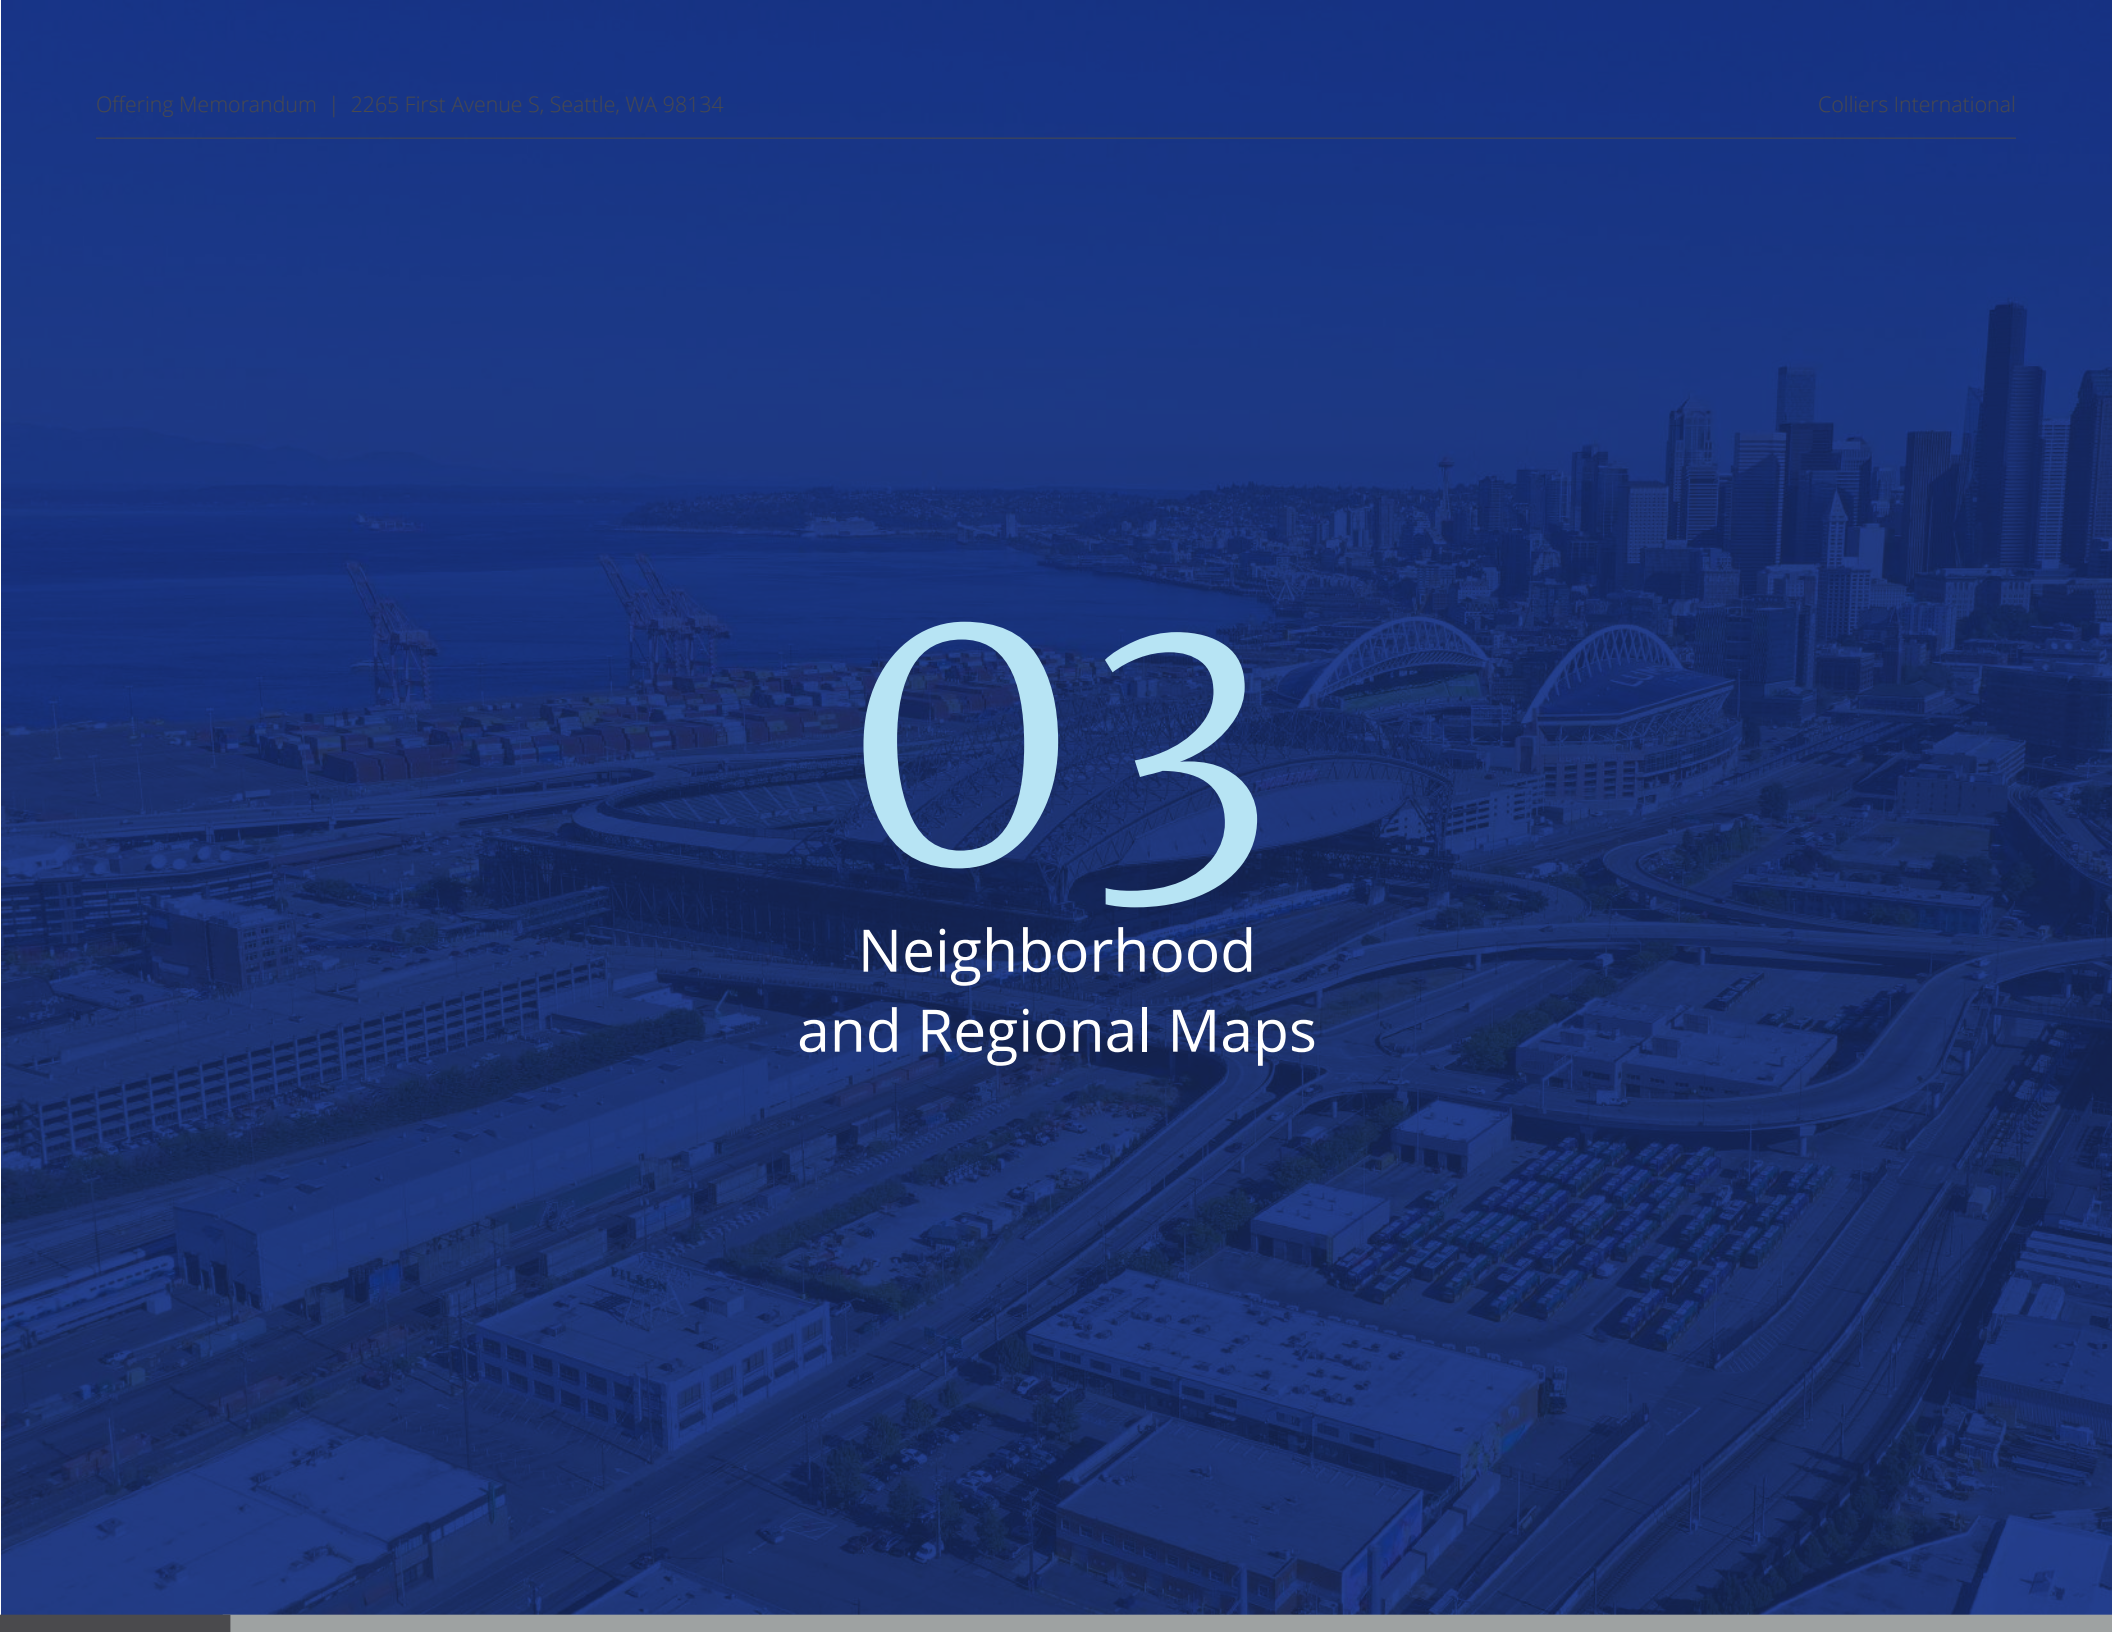 Offering Memorandum | 2265 First Avenue S, Seattle, WA 98134
Colliers International
03
Neighborhood
and Regional Maps